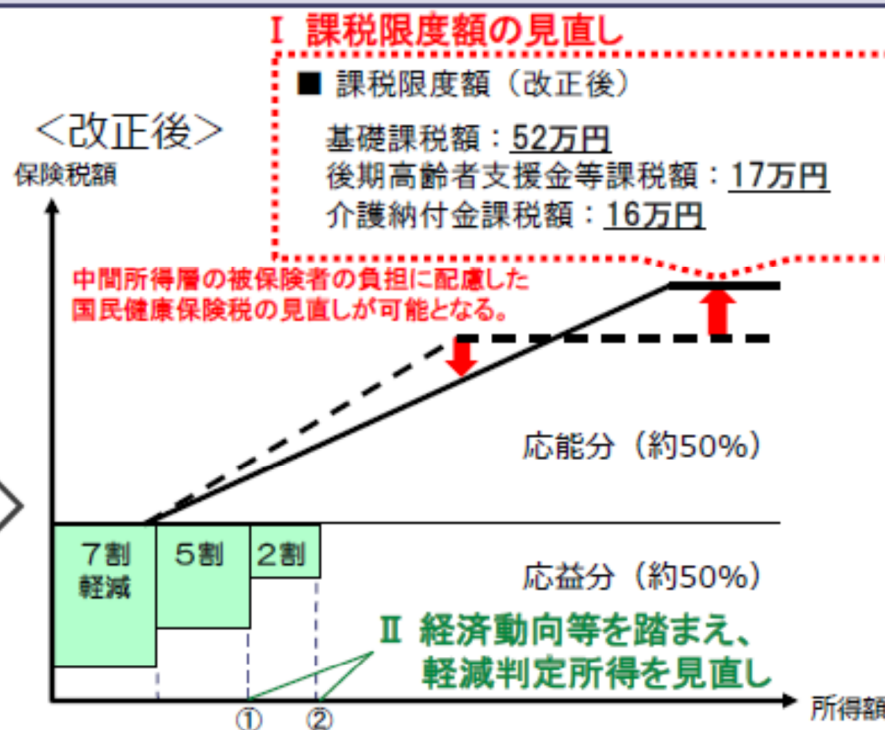 Ⅰ 課税限度額の見直し
■ 課税限度額（改正後）
基礎課税額：52万円
後期高齢者支援金等課税額：17万円
介護納付金課税額：16万円
＜改正後＞
保険税額
中間所得層の被保険者の負担に配慮した
国民健康保険税の見直しが可能となる。
応能分（約50%）
7割
軽減
5割
2割
応益分（約50%）
Ⅱ 経済動向等を踏まえ、
軽減判定所得を見直し
所得額
① ②